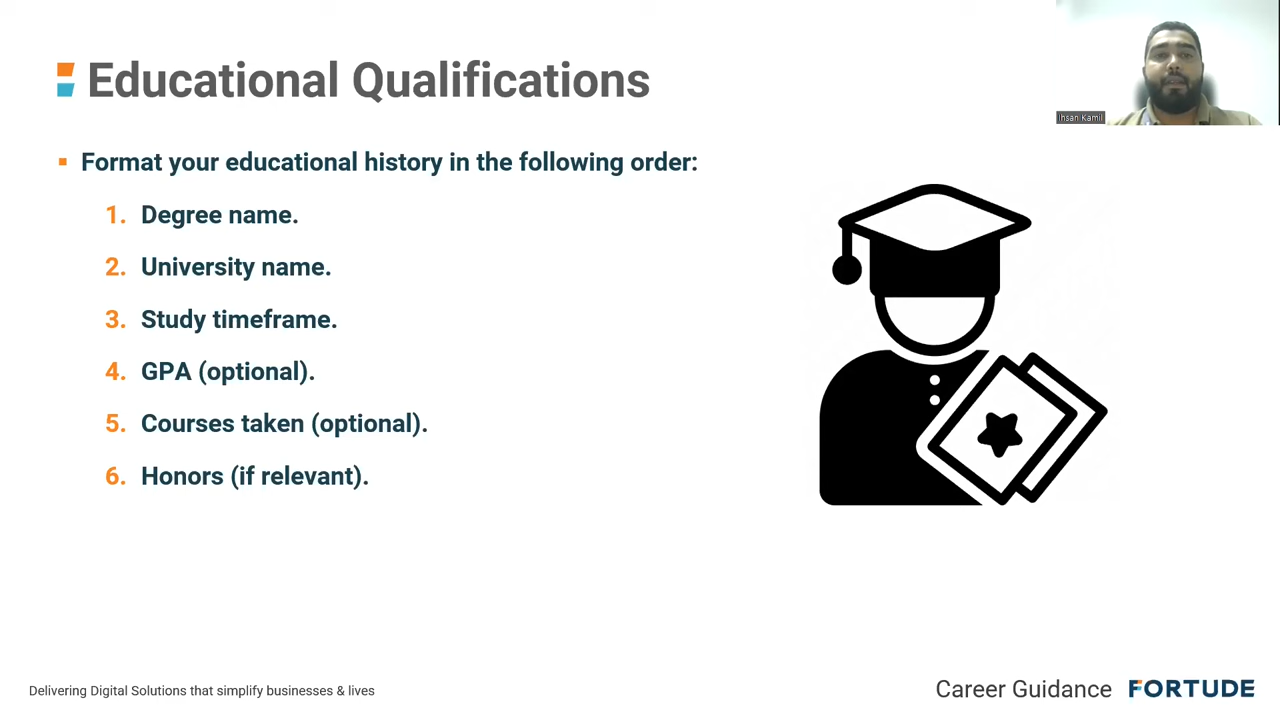 Educational Qualifications
Ihsan Kamil
▪ Format your educational history in the following order:
1. Degree name.
2. University name.
3. Study timeframe.
4. GPA (optional).
5. Courses taken (optional).
6. Honors (if relevant).
Delivering Digital Solutions that simplify businesses & lives
Career Guidance FORTUDE